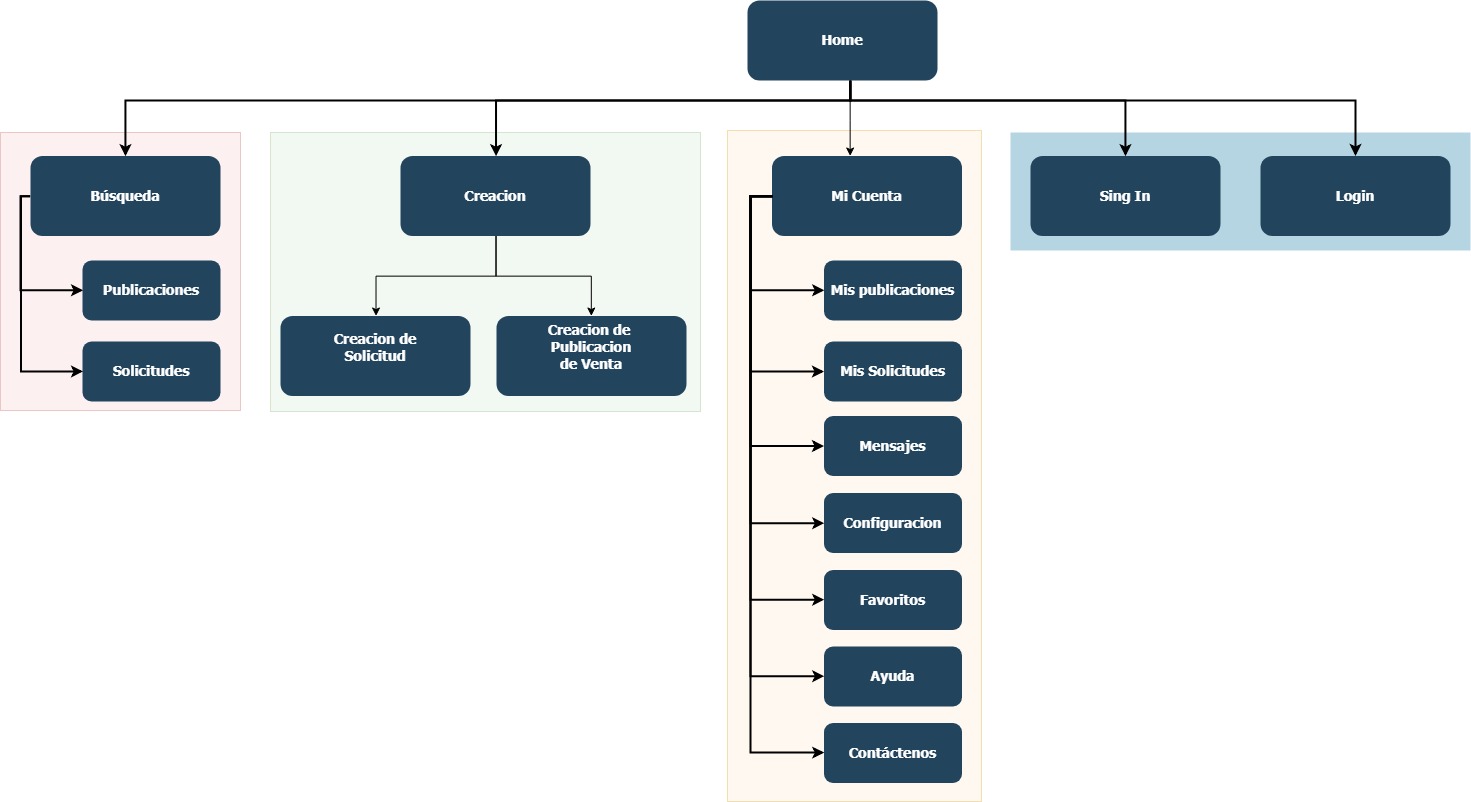 Home
Búsqueda
Creacion
Mi Cuenta
Sing In
Login
Publicaciones
Solicitudes
Creacion de
Solicitud
Creacion de
Publicacion
de Venta
Mis publicaciones
Mis Solicitudes
Mensajes
Configuracion
Favoritos
Ayuda
Contáctenos